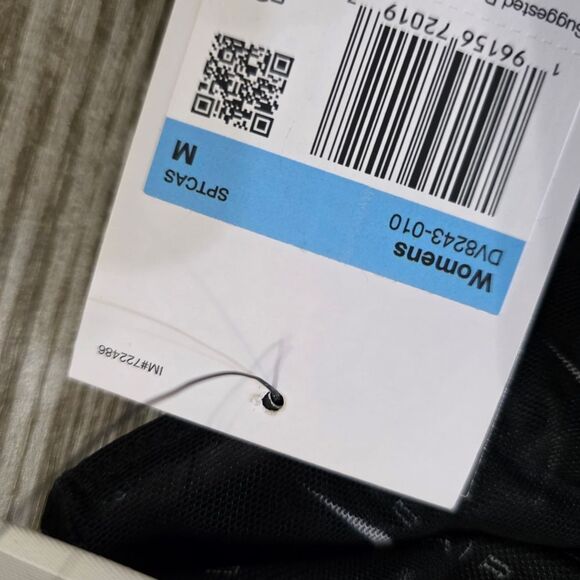 IM#722486
Womens
DV8243-010
SPTCAS
M
1 96156 72019
Suggested